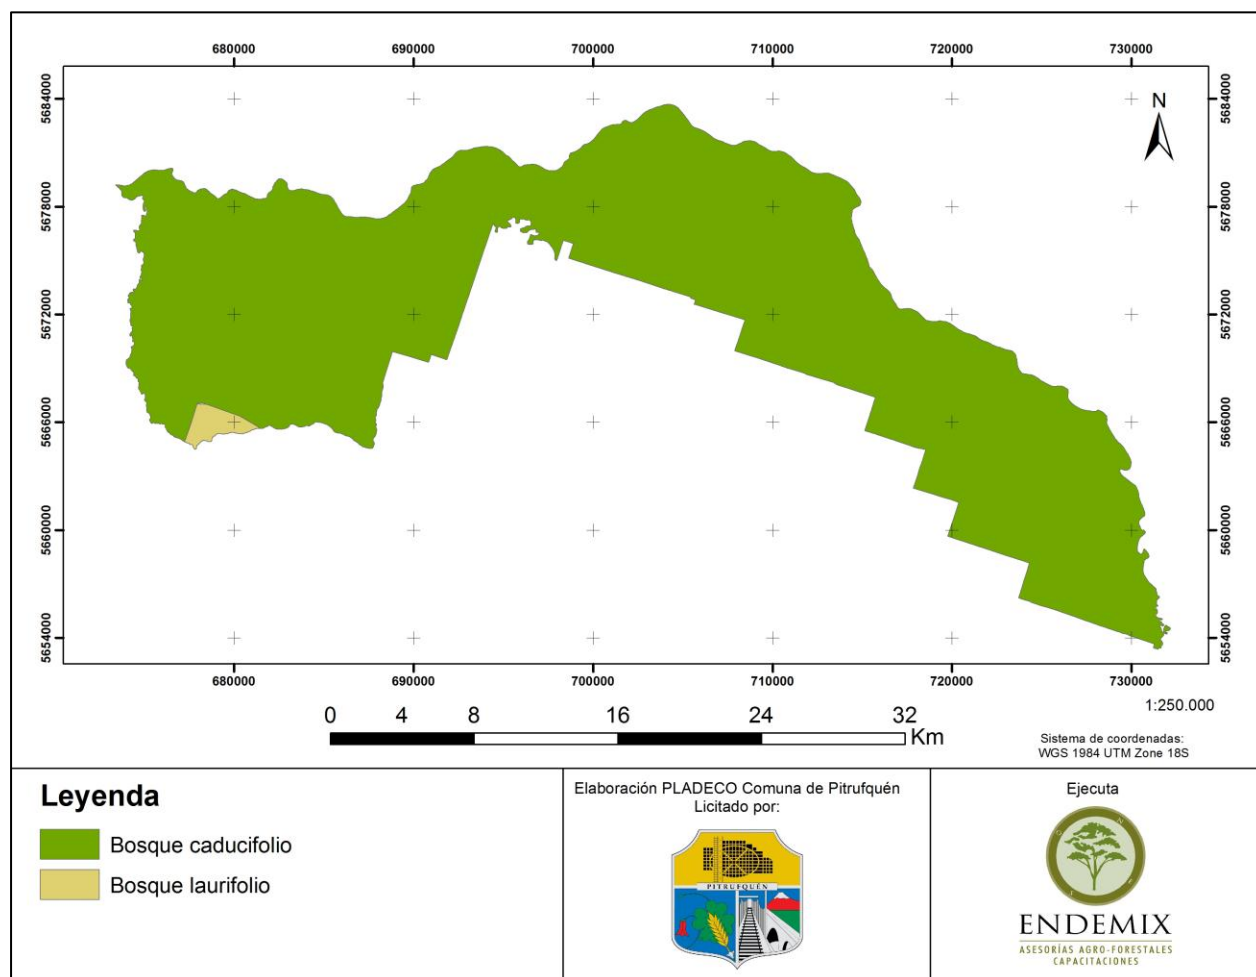 680000 690000 700000 710000 720000 730000
5684000 5684000
N
5678000 5678000
5672000 5672000
5666000 5666000
5660000 5660000
5654000 5654000
680000 690000 700000 710000 720000 730000
1:250.000
0 4 8 16 24 32
Km
Sistema de coordenadas:
WGS 1984 UTM Zone 18S
Leyenda
Bosque caducifolio
Bosque laurifolio
Elaboración PLADECO Comuna de Pitrufquén
Licitado por:
PITRUFQUÉN
Ejecuta
ENDEMIX
ASESORÍAS AGRO-FORESTALES
CAPACITACIONES